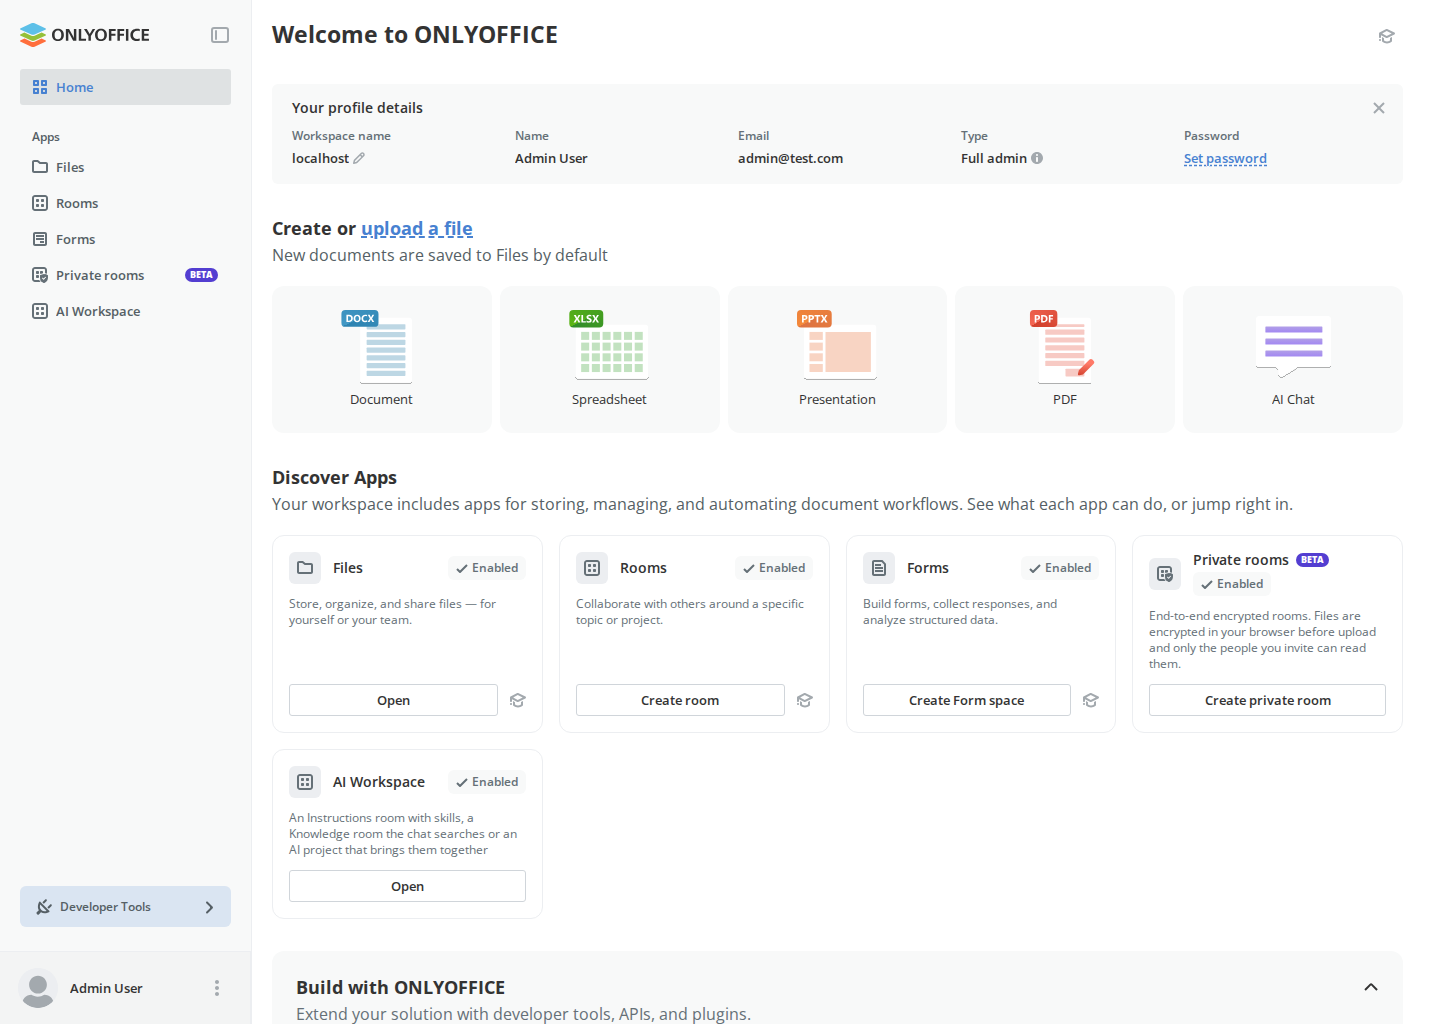 ONLYOFFICE
Home
Apps
Files
Rooms
Forms
Private rooms BETA
AI Workspace
Developer Tools
Admin User
Welcome to ONLYOFFICE
Your profile details
Workspace name Name Email Type Password
localhost Admin User admin@test.com Full admin Set password
Create or upload a file
New documents are saved to Files by default
DOCX XLSX PPTX PDF
Document Spreadsheet Presentation PDF AI Chat
Discover Apps
Your workspace includes apps for storing, managing, and automating document workflows. See what each app can do, or jump right in.
Files Enabled
Store, organize, and share files — for
yourself or your team.
Open
Rooms Enabled
Collaborate with others around a specific
topic or project.
Create room
Forms Enabled
Build forms, collect responses, and
analyze structured data.
Create Form space
Private rooms BETA
Enabled
End-to-end encrypted rooms. Files are
encrypted in your browser before upload
and only the people you invite can read
them.
Create private room
AI Workspace Enabled
An Instructions room with skills, a
Knowledge room the chat searches or an
AI project that brings them together
Open
Build with ONLYOFFICE
Extend your solution with developer tools, APIs, and plugins.